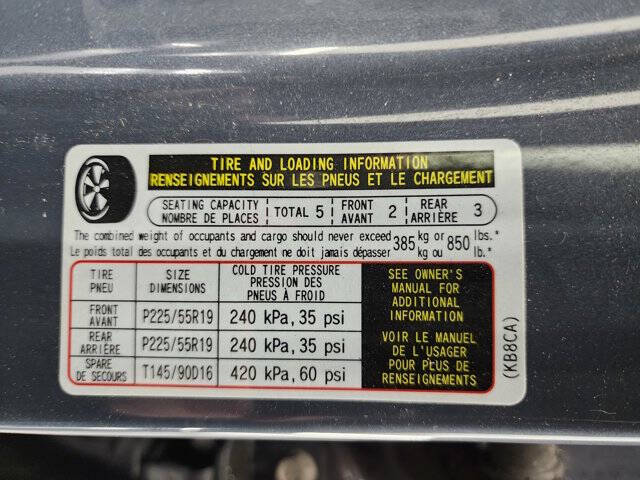 TIRE AND LOADING INFORMATION
RENSEIGNEMENTS SUR LES PNEUS ET LE CHARGEMENT
SEATING CAPACITY
NOMBRE DE PLACES
TOTAL 5
FRONT
AVANT
2
REAR
ARRIÈRE
3
The combined weight of occupants and cargo should never exceed 385 kg or 850 lbs.*
Le poids total des occupants et du chargement ne doit jamais dépasser kg ou lb.*
TIRE
PNEU
SIZE
DIMENSIONS
COLD TIRE PRESSURE
PRESSION DES
PNEUS À FROID
SEE OWNER'S
MANUAL FOR
ADDITIONAL
INFORMATION
VOIR LE MANUEL
DE L'USAGER
POUR PLUS DE
RENSEIGNEMENTS
FRONT
AVANT
P225/55R19
240 kPa, 35 psi
REAR
ARRIÈRE
P225/55R19
240 kPa, 35 psi
SPARE
DE SECOURS
T145/90D16
420 kPa, 60 psi
(KB8CA)